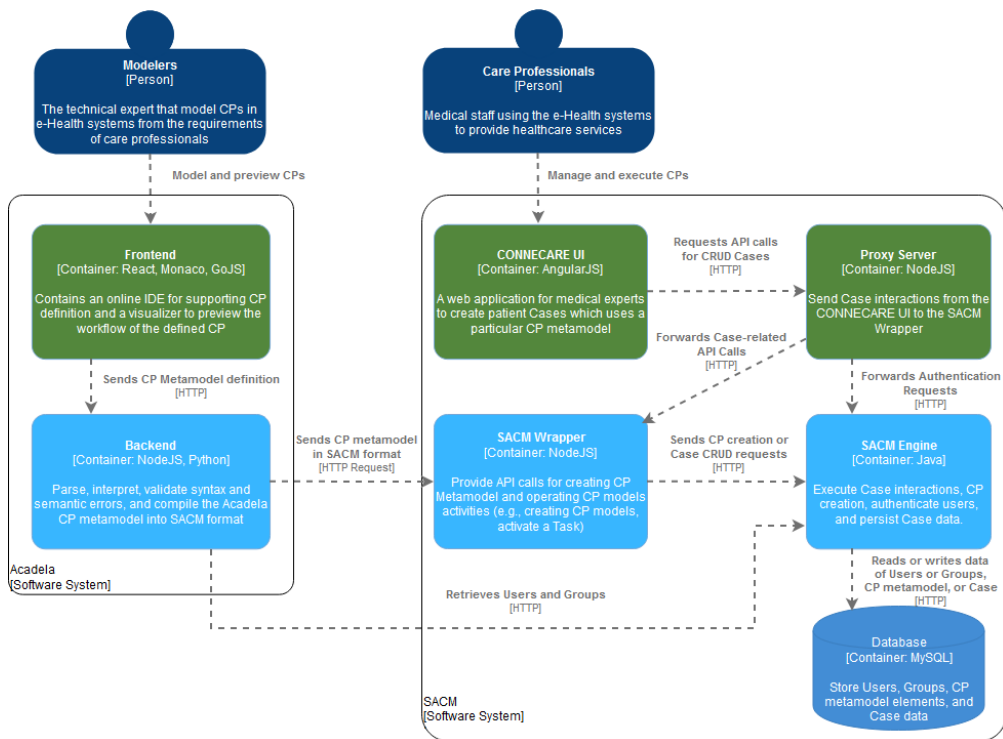 Modelers
[Person]
The technical expert that model CPs in
e-Health systems from the requirements
of care professionals
Care Professionals
[Person]
Medical staff using the e-Health systems
to provide healthcare services
Model and preview CPs
Manage and execute CPs
Frontend
[Container: React, Monaco, GoJS]
Contains an online IDE for supporting CP
definition and a visualizer to preview the
workflow of the defined CP
CONNECARE UI
[Container: AngularJS]
A web application for medical experts
to create patient Cases which uses a
particular CP metamodel
Requests API calls
for CRUD Cases
[HTTP]
Proxy Server
[Container: NodeJS]
Send Case interactions from the
CONNECARE UI to the SACM
Wrapper
Forwards Case-related
API Calls
[HTTP]
Sends CP Metamodel definition
[HTTP]
Forwards Authentication
Requests
[HTTP]
Backend
[Container: NodeJS, Python]
Parse, interpret, validate syntax and
semantic errors, and compile the Acadela
CP metamodel into SACM format
Sends CP metamodel
in SACM format
[HTTP Request]
SACM Wrapper
[Container: NodeJS]
Provide API calls for creating CP
Metamodel and operating CP models
activities (e.g., creating CP models,
activate a Task)
Sends CP creation or
Case CRUD requests
[HTTP]
SACM Engine
[Container: Java]
Execute Case interactions, CP
creation, authenticate users,
and persist Case data.
Acadela
[Software System]
Retrieves Users and Groups
[HTTP]
Reads or writes data
of Users or Groups,
CP metamodel, or Case
[HTTP]
Database
[Container: MySQL]
Store Users, Groups, CP
metamodel elements, and
Case data
SACM
[Software System]